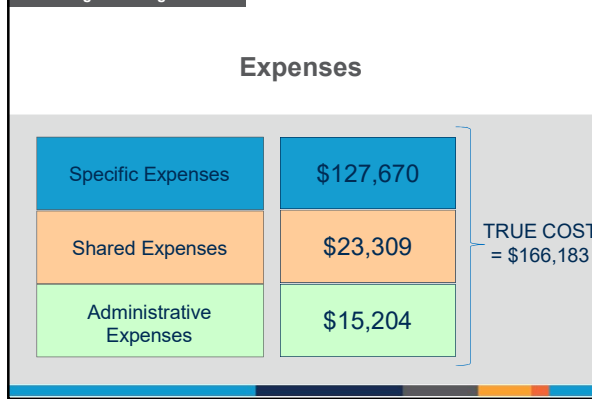 Expenses
Specific Expenses
$127,670
Shared Expenses
$23,309
Administrative
Expenses
$15,204
TRUE COST
= $166,183